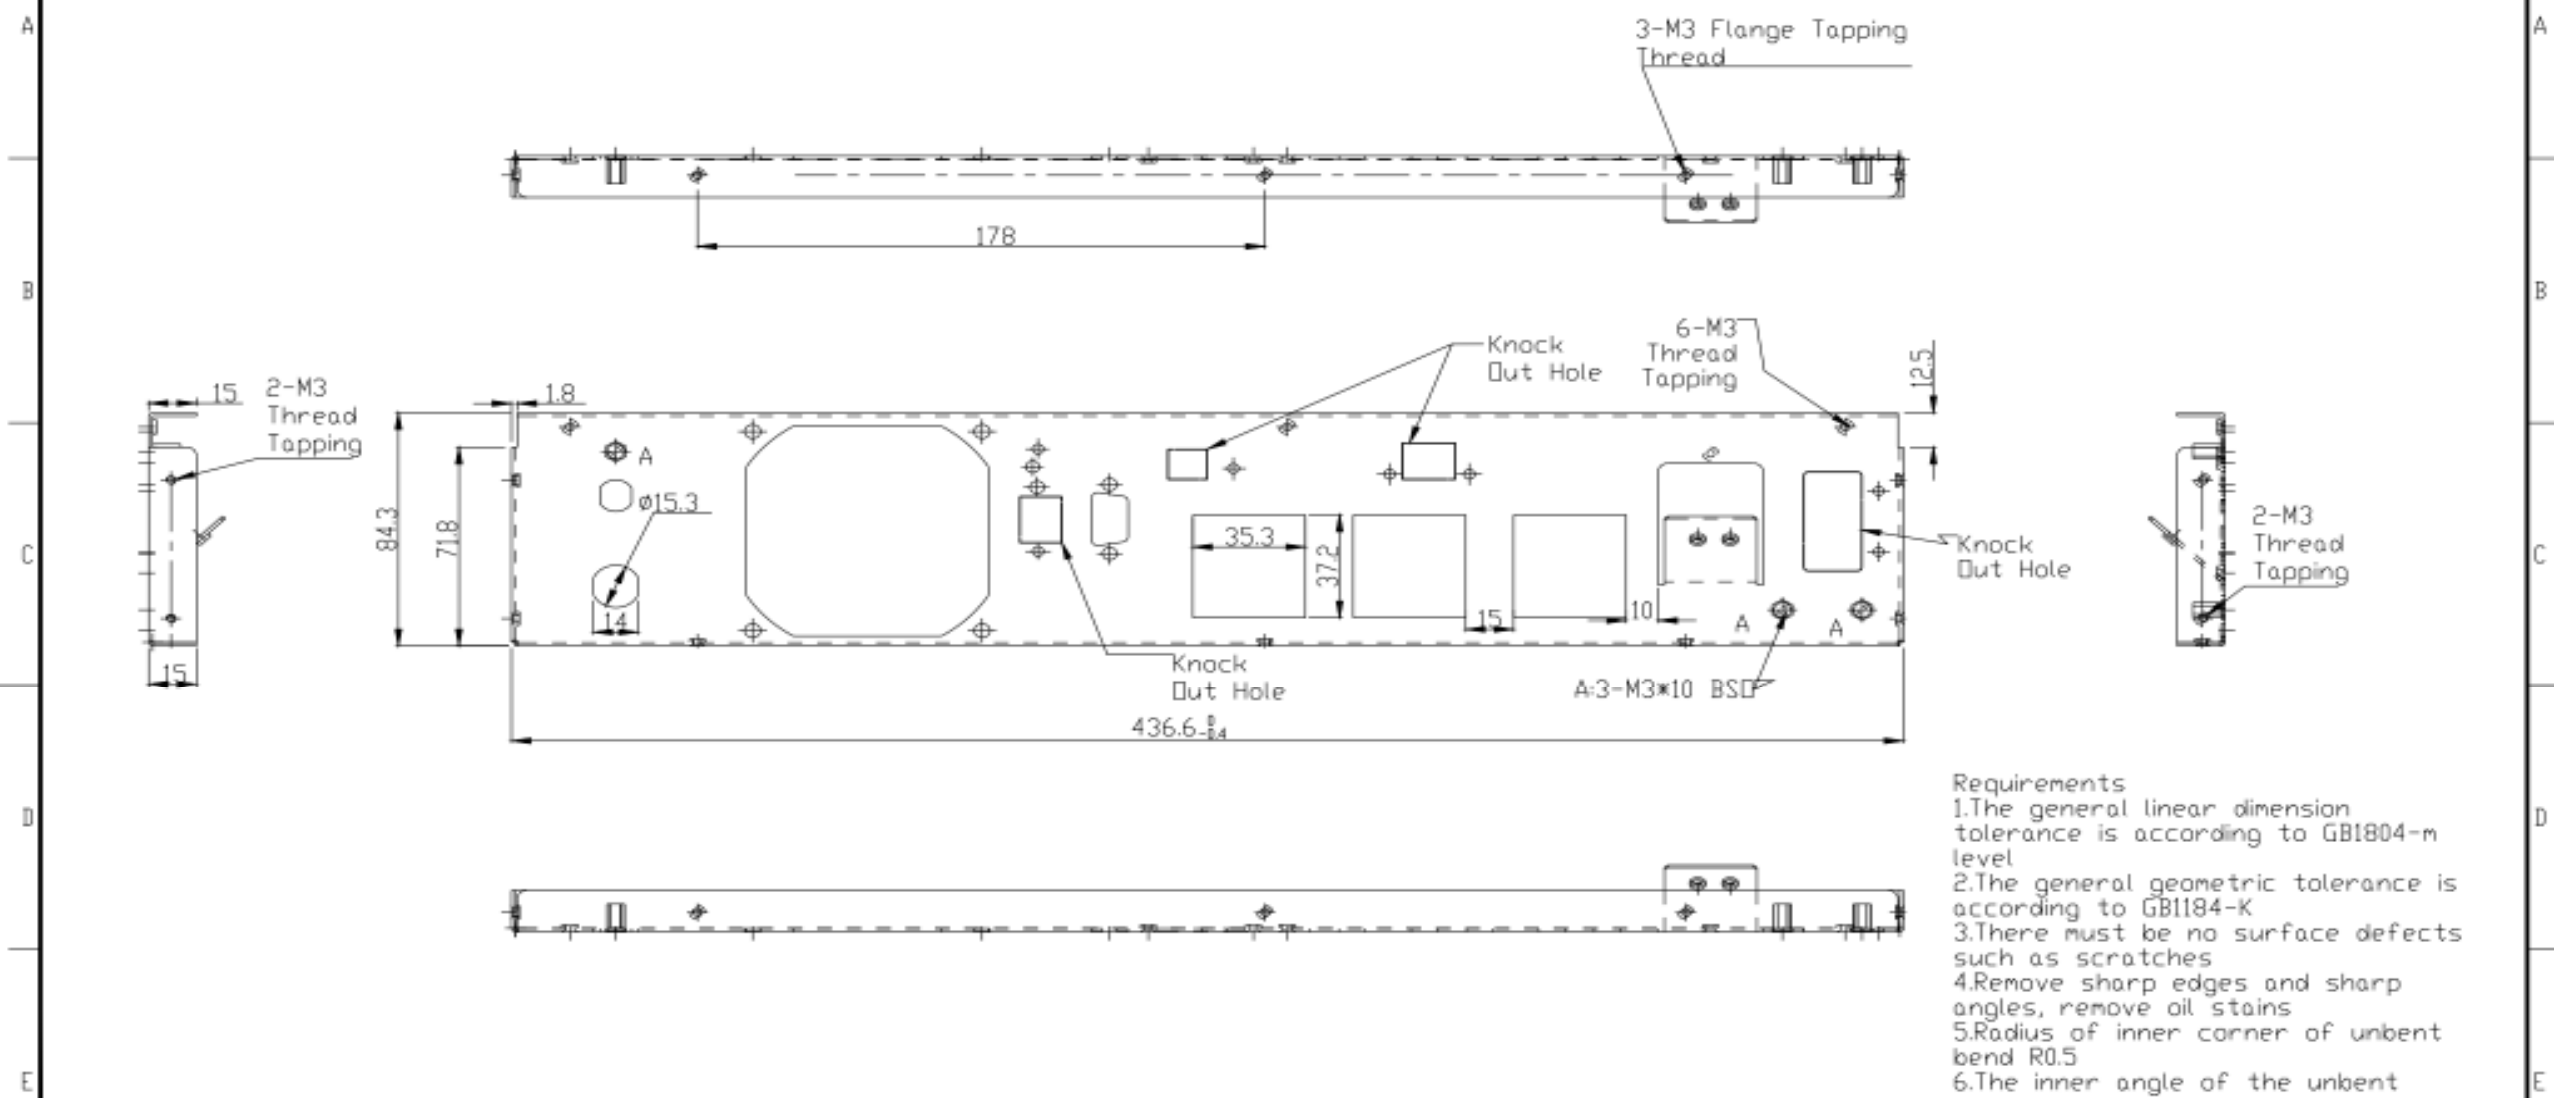 A
A
3-M3 Flange Tapping
Thread
178
B
B
6-M3
Thread
Tapping
Knock
Out Hole
12.5
15
2-M3
Thread
Tapping
1.8
A
84.3
71.8
ø15.3
14
35.3
37.2
15
10
A
A
C
C
Knock
Out Hole
2-M3
Thread
Tapping
15
Knock
Out Hole
A:3-M3*10 BSO
436.6
Requirements
1.The general linear dimension
tolerance is according to GB1804-m
level
2.The general geometric tolerance is
according to GB1184-K
3.There must be no surface defects
such as scratches
4.Remove sharp edges and sharp
angles, remove oil stains
5.Radius of inner corner of unbent
bend R0.5
6.The inner angle of the unbent
D
D
E
E